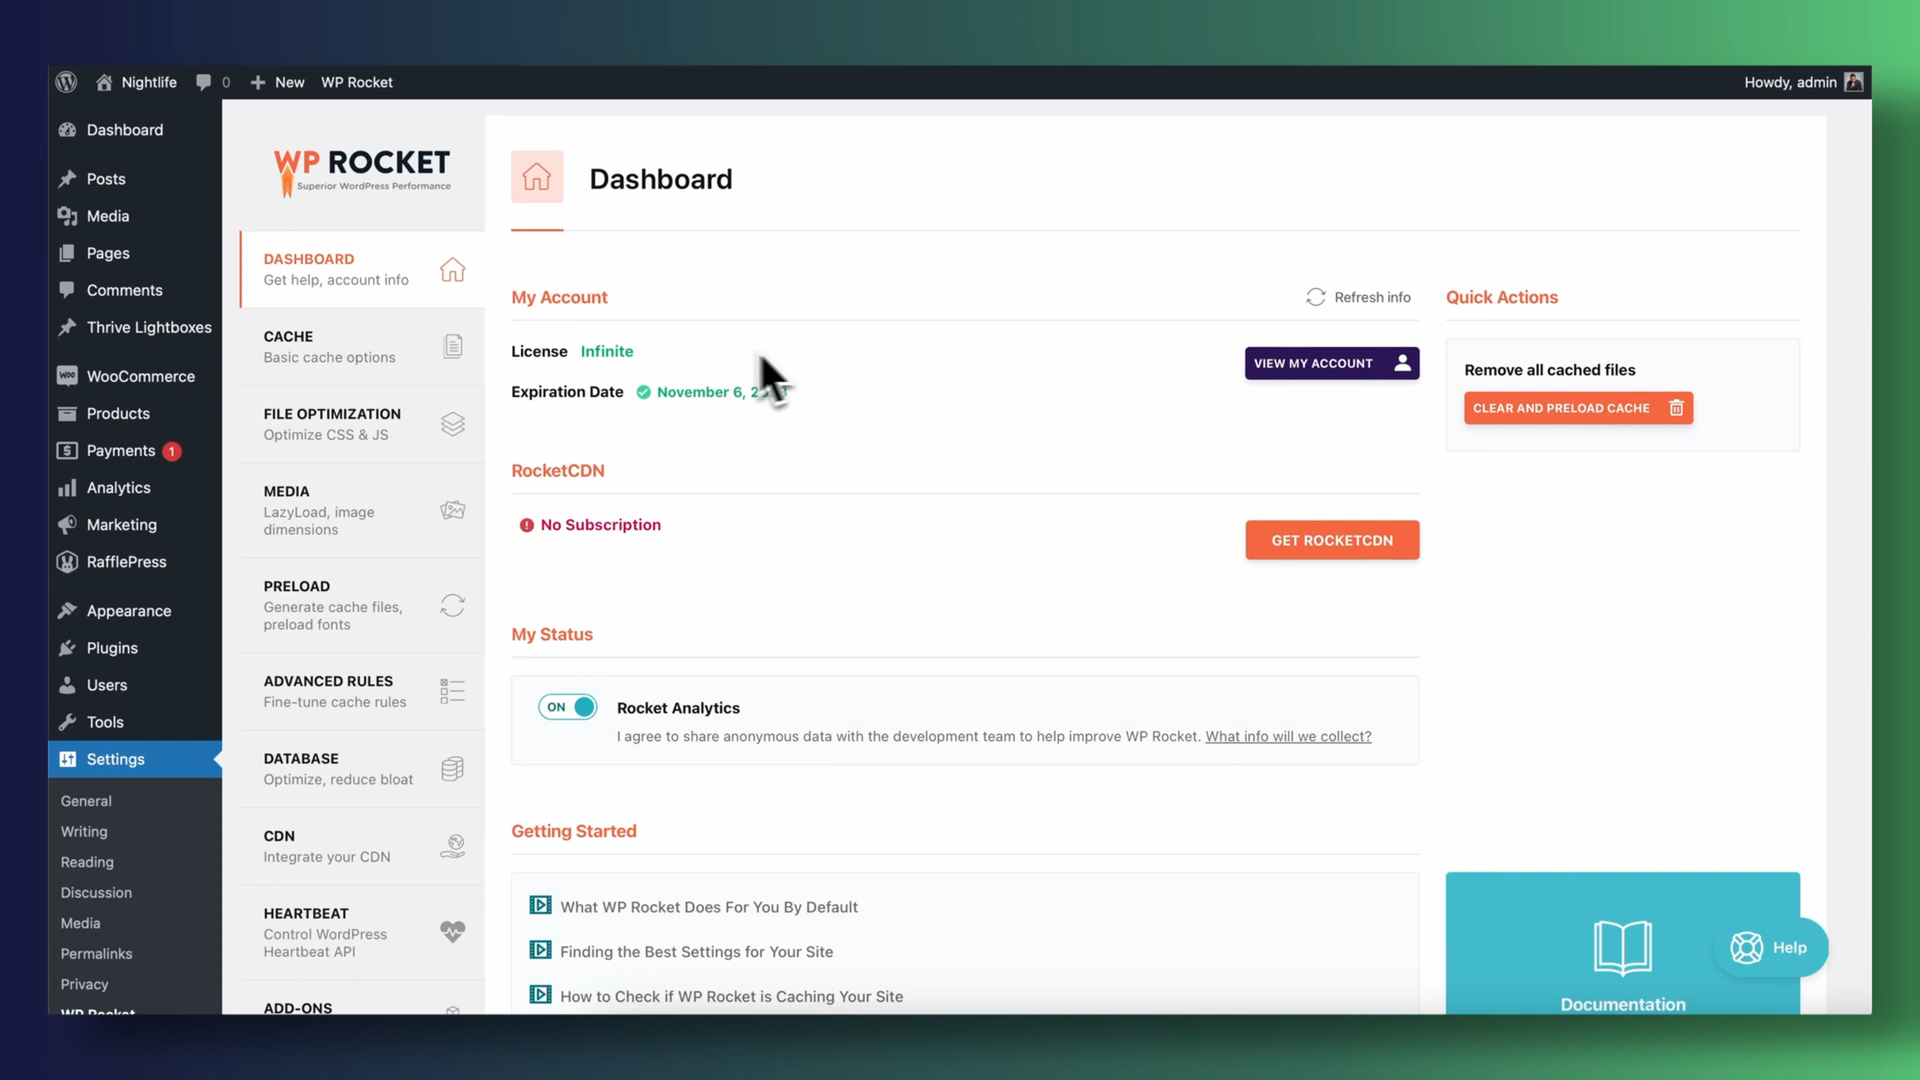 Nightlife
0
New
WP Rocket
Howdy, admin
Dashboard
Posts
Media
Pages
Comments
Thrive Lightboxes
WooCommerce
Products
Payments 1
Analytics
Marketing
RafflePress
Appearance
Plugins
Users
Tools
Settings
General
Writing
Reading
Discussion
Media
Permalinks
Privacy
WP Rocket
WP ROCKET
Superior WordPress Performance
DASHBOARD
Get help, account info
CACHE
Basic cache options
FILE OPTIMIZATION
Optimize CSS & JS
MEDIA
LazyLoad, image
dimensions
PRELOAD
Generate cache files,
preload fonts
ADVANCED RULES
Fine-tune cache rules
DATABASE
Optimize, reduce bloat
CDN
Integrate your CDN
HEARTBEAT
Control WordPress
Heartbeat API
ADD-ONS
Dashboard
My Account
Refresh info
License Infinite
VIEW MY ACCOUNT
Expiration Date November 6,
RocketCDN
No Subscription
GET ROCKETCDN
My Status
ON
Rocket Analytics
I agree to share anonymous data with the development team to help improve WP Rocket. What info will we collect?
Getting Started
What WP Rocket Does For You By Default
Finding the Best Settings for Your Site
How to Check if WP Rocket is Caching Your Site
Quick Actions
Remove all cached files
CLEAR AND PRELOAD CACHE
Documentation
Help